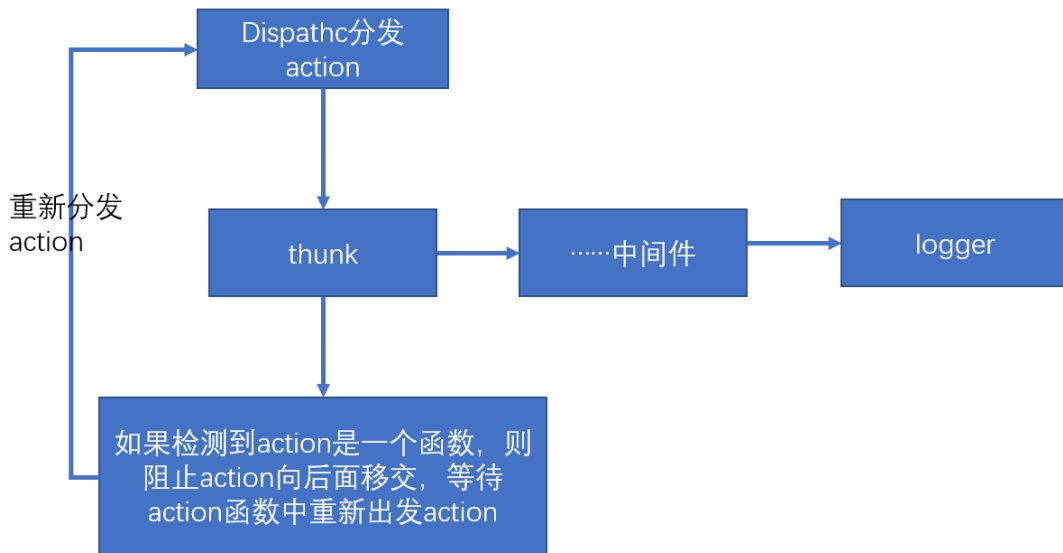 Dispathc分发
action
重新分发
action
thunk
……中间件
logger
如果检测到action是一个函数，则
阻止action向后面移交，等待
action函数中重新出发action